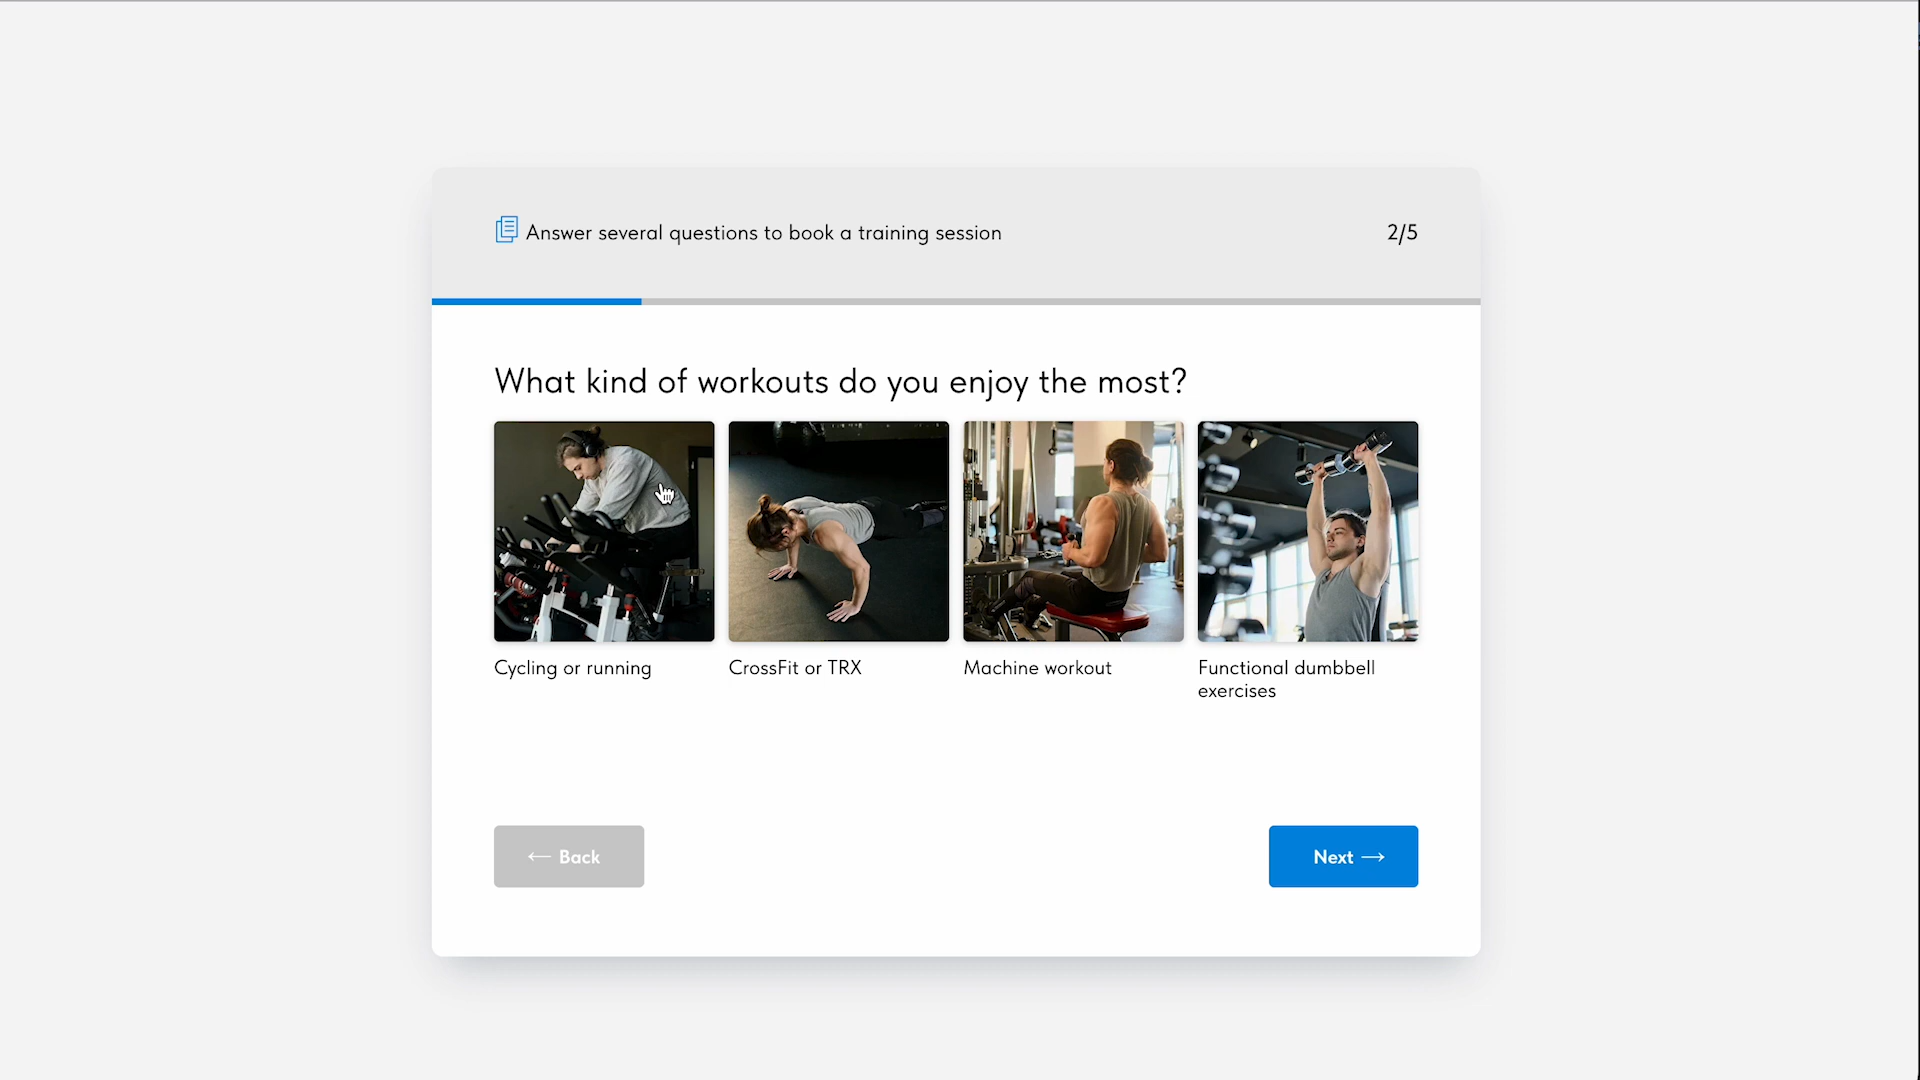 Answer several questions to book a training session
2/5
What kind of workouts do you enjoy the most?
Cycling or running
CrossFit or TRX
Machine workout
Functional dumbbell
exercises
← Back
Next →